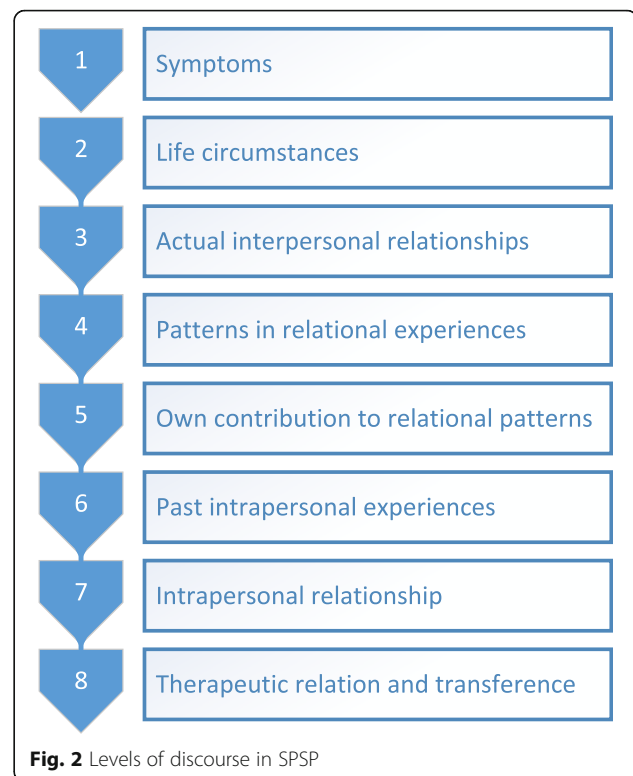 1 Symptoms
2 Life circumstances
3 Actual interpersonal relationships
4 Patterns in relational experiences
5 Own contribution to relational patterns
6 Past intrapersonal experiences
7 Intrapersonal relationship
8 Therapeutic relation and transference
Fig. 2 Levels of discourse in SPSP